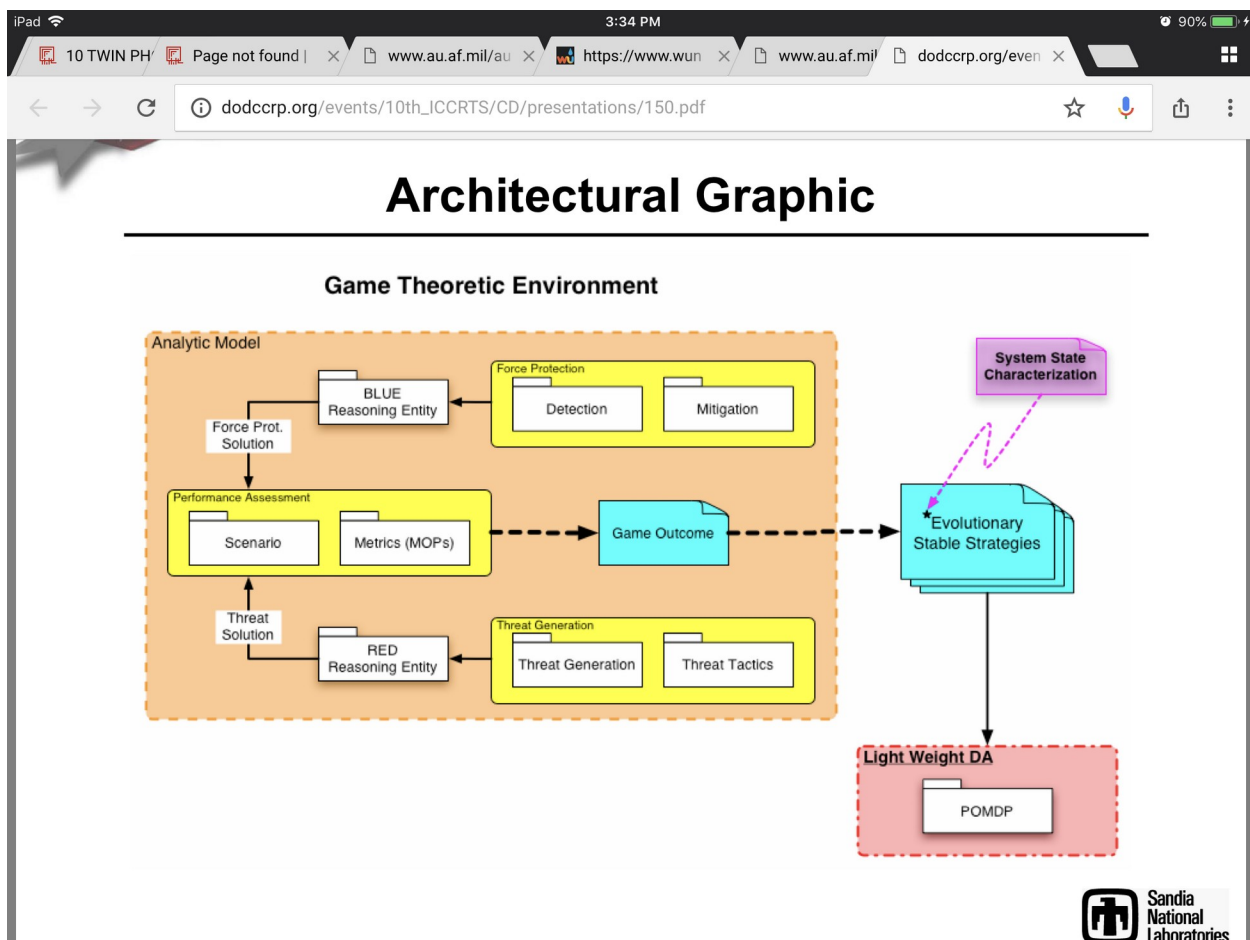 iPad
3:34 PM
90%
10 TWIN PH
Page not found |
www.au.af.mil/au
https://www.wun
www.au.af.mil
dodccrp.org/even
dodccrp.org/events/10th_ICCRTS/CD/presentations/150.pdf
Architectural Graphic
Game Theoretic Environment
Analytic Model
BLUE
Reasoning Entity
Force Protection
Detection
Mitigation
Force Prot.
Solution
Performance Assessment
Scenario
Metrics (MOPs)
Game Outcome
Threat
Solution
RED
Reasoning Entity
Threat Generation
Threat Generation
Threat Tactics
System State
Characterization
Evolutionary
Stable Strategies
Light Weight DA
POMDP
Sandia
National
Laboratories